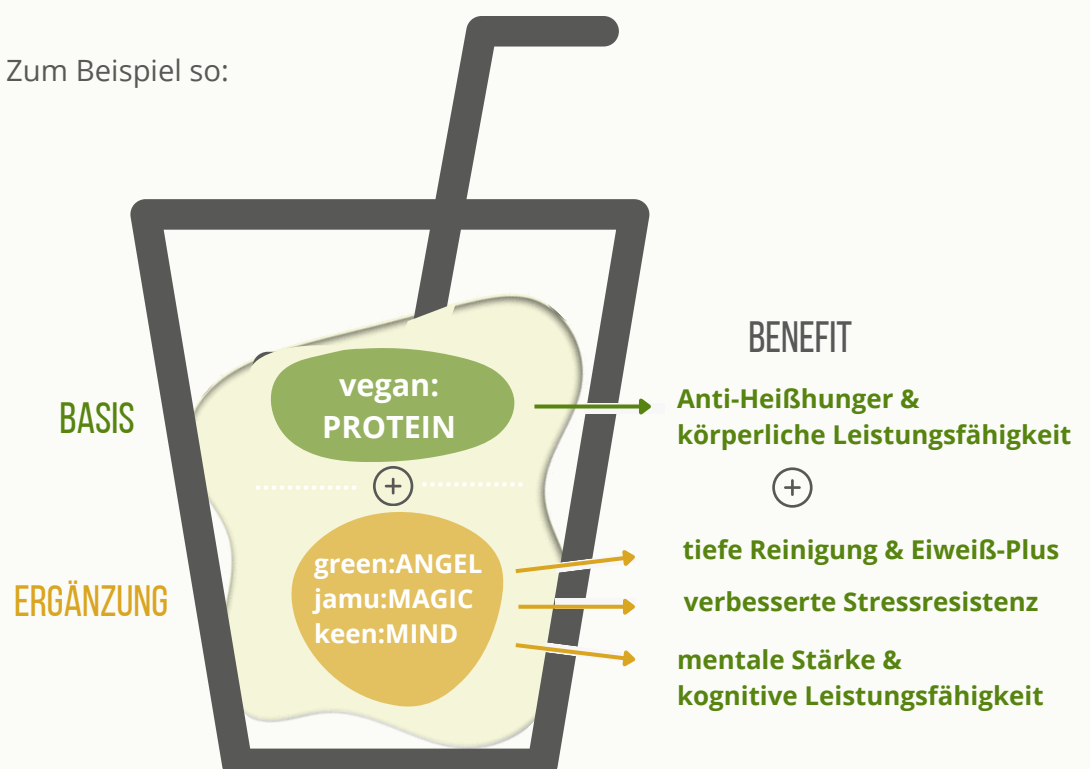 Zum Beispiel so:
BENEFIT
BASIS
vegan:
PROTEIN
Anti-Heißhunger &
körperliche Leistungsfähigkeit
+
+
ERGÄNZUNG
green:ANGEL
jamu:MAGIC
keen:MIND
tiefe Reinigung & Eiweiß-Plus
verbesserte Stressresistenz
mentale Stärke &
kognitive Leistungsfähigkeit